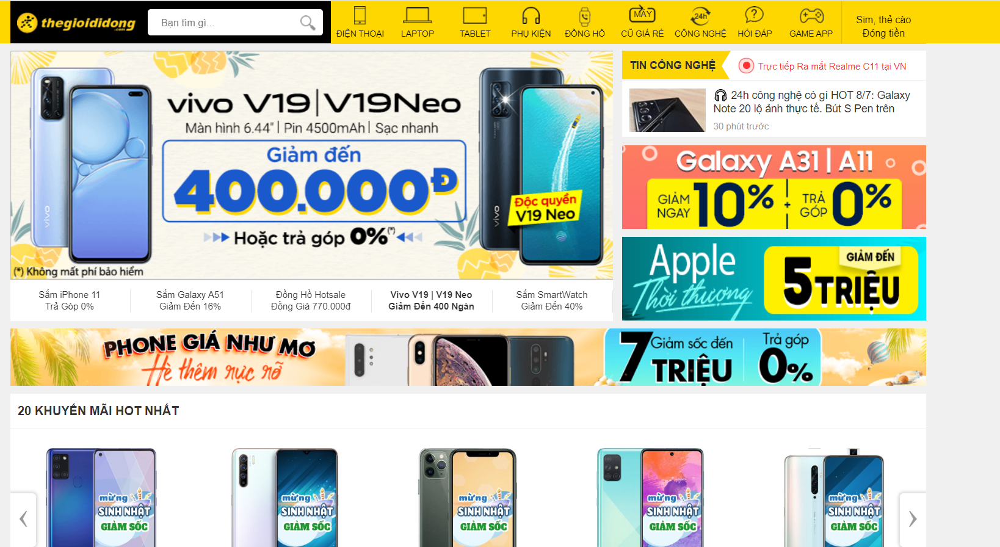 thegioididong
.com
Bạn tìm gì...
ĐIỆN THOẠI
LAPTOP
TABLET
PHỤ KIỆN
ĐỒNG HỒ
MÁY
CŨ GIÁ RẺ
24h
CÔNG NGHỆ
?
HỎI ĐÁP
GAME APP
Sim, thẻ cào
Đóng tiền
vivo V19 | V19Neo
Màn hình 6.44" | Pin 4500mAh | Sạc nhanh
Giảm đến
400.000Đ
Hoặc trả góp 0%(*)
(*) Không mất phí bảo hiểm
vivo
vivo
Độc quyền
V19 Neo
Sắm iPhone 11
Trả Góp 0%
Sắm Galaxy A51
Giảm Đến 16%
Đồng Hồ Hotsale
Đồng Giá 770.000đ
Vivo V19 | V19 Neo
Giảm Đến 400 Ngàn
Sắm SmartWatch
Giảm Đến 40%
TIN CÔNG NGHỆ
Trực tiếp Ra mắt Realme C11 tại VN
24h công nghệ có gì HOT 8/7: Galaxy
Note 20 lộ ảnh thực tế. Bút S Pen trên
30 phút trước
Galaxy A31 | A11
GIẢM NGAY 10% + TRẢ GÓP 0%
Apple
Thời thượng
GIẢM ĐẾN
5 TRIỆU
PHONE GIÁ NHƯ MƠ
Hè thêm rực rỡ
7 TRIỆU
Giảm sốc đến
Trả góp
0%
20 KHUYẾN MÃI HOT NHẤT
mừng
SINH NHẬT
GIẢM SỐC
mừng
SINH NHẬT
GIẢM SỐC
mừng
SINH NHẬT
GIẢM SỐC
mừng
SINH NHẬT
GIẢM SỐC
mừng
SINH NHẬT
GIẢM SỐC